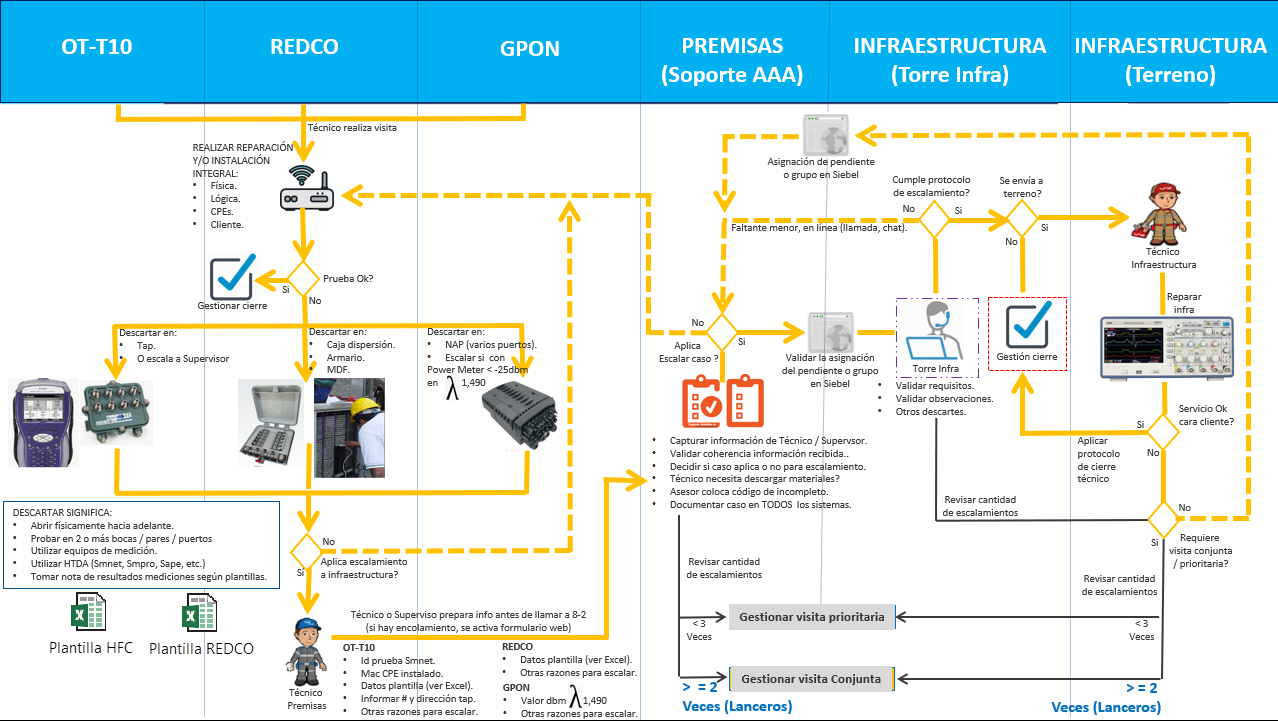 OT-T10
REDCO
GPON
PREMISAS
(Soporte AAA)
INFRAESTRUCTURA
(Torre Infra)
INFRAESTRUCTURA
(Terreno)
Técnico realiza visita
REALIZAR REPARACIÓN
Y/O INSTALACIÓN
INTEGRAL:
• Física.
• Lógica.
• CPEs.
• Cliente.
Prueba Ok?
Si
No
Gestionar cierre
Descartar en:
• Tap.
• O escala a Supervisor
Descartar en:
• Caja dispersión.
• Armario.
• MDF.
Descartar en:
• NAP (varios puertos).
• Escalar si con
Power Meter < -25dbm
en λ 1,490
DESCARTAR SIGNIFICA:
• Abrir físicamente hacia adelante.
• Probar en 2 o más bocas / pares / puertos
• Utilizar equipos de medición.
• Utilizar HTDA (Smnet, Smpro, Sape, etc.)
• Tomar nota de resultados mediciones según plantillas.
Plantilla HFC
Plantilla REDCO
No
Aplica escalamiento
a infraestructura?
Sí
Técnico
Premisas
Técnico o Superviso prepara info antes de llamar a 8-2
(si hay encolamiento, se activa formulario web)
OT-T10
• Id prueba Smnet.
• Mac CPE instalado.
• Datos plantilla (ver Excel).
• Informar # y dirección tap.
• Otras razones para escalar.
REDCO
• Datos plantilla (ver Excel).
• Otras razones para escalar.
GPON
• Valor dbm λ 1,490
• Otras razones para escalar.
Asignación de pendiente
o grupo en Siebel
Cumple protocolo
de escalamiento?
No
Si
Se envía a
terreno?
Si
No
Faltante menor, en línea (llamada, chat).
Técnico
Infraestructura
Reparar
infra
No
Aplica
Escalar caso ?
Si
Validar la asignación
del pendiente o grupo
en Siebel
Torre Infra
Gestión cierre
• Validar requisitos.
• Validar observaciones.
• Otros descartes.
Servicio Ok
cara cliente?
Si
No
Aplicar
protocolo
de cierre
técnico
• Capturar información de Técnico / Supervsor.
• Validar coherencia información recibida..
• Decidir si caso aplica o no para escalamiento.
• Técnico necesita descargar materiales?
• Asesor coloca código de incompleto.
• Documentar caso en TODOS los sistemas.
Revisar cantidad
de escalamientos
No
Requiere
visita conjunta
/ prioritaria?
Si
Revisar cantidad
de escalamientos
Revisar cantidad
de escalamientos
< 3
Veces
Gestionar visita prioritaria
< 3
Veces
Gestionar visita Conjunta
> = 2
Veces (Lanceros)
> = 2
Veces (Lanceros)